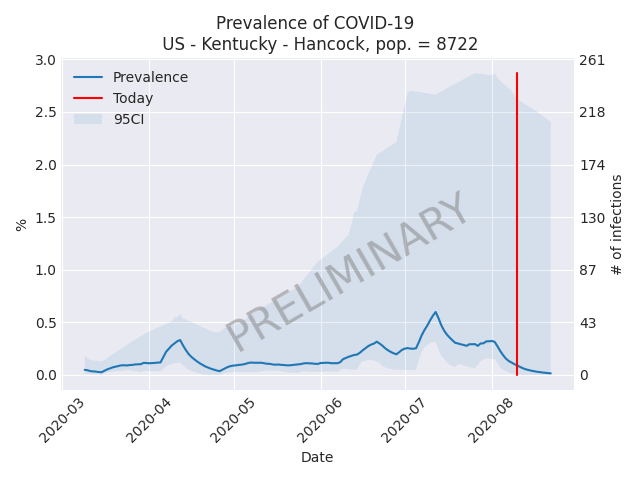 Prevalence of COVID-19
US - Kentucky - Hancock, pop. = 8722
3.0
2.5
2.0
1.5
1.0
0.5
0.0
%
Prevalence
Today
95CI
PRELIMINARY
261
218
174
130
87
43
0
# of infections
2020-03
2020-04
2020-05
2020-06
2020-07
2020-08
Date